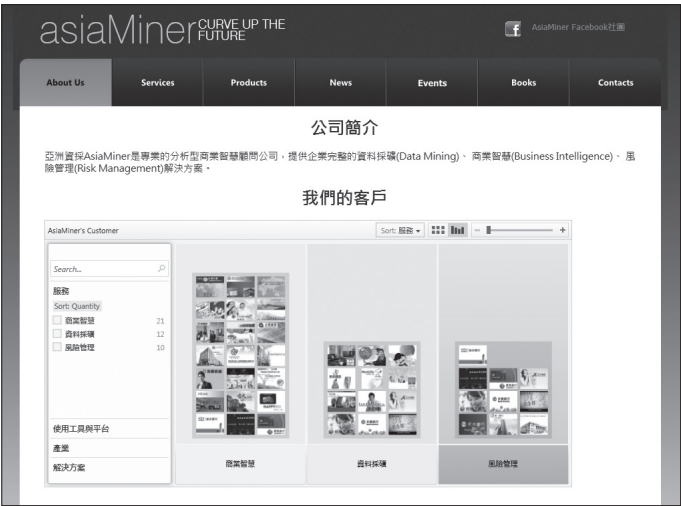 asiaMiner CURVE UP THE
FUTURE
AsiaMiner Facebook社團
About Us Services Products News Events Books Contacts
公司簡介
亞洲資採AsiaMiner是專業的分析型商業智慧顧問公司，提供企業完整的資料採礦(Data Mining)、商業智慧(Business Intelligence)、風
險管理(Risk Management)解決方案。
我們的客戶
AsiaMiner's Customer Sort: 服務
Search...
服務
Sort: Quantity
商業智慧 21
資料採礦 12
風險管理 10
使用工具與平台
產業
解決方案
商業智慧 資料採礦 風險管理